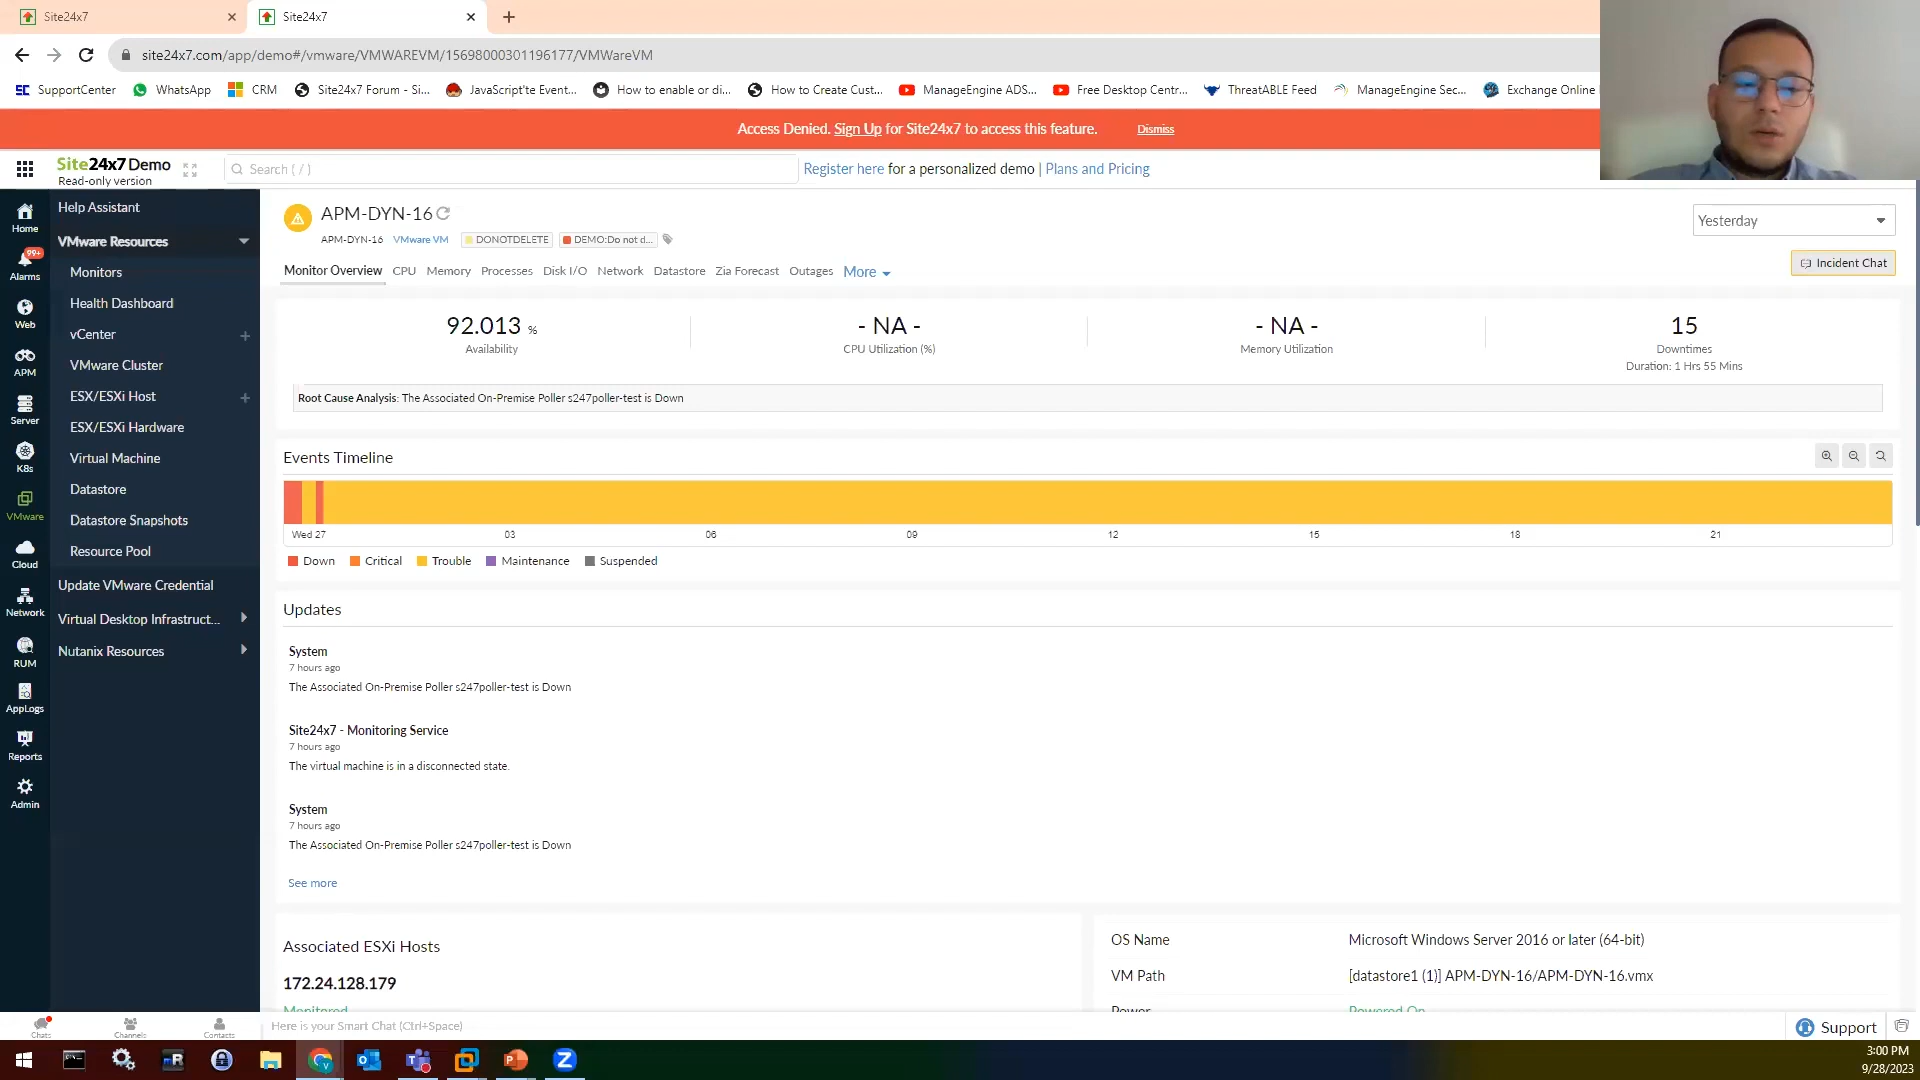 Site24x7
Site24x7
site24x7.com/app/demo#/vmware/VMWAREVM/15698000301196177/VMWareVM
SupportCenter
WhatsApp
CRM
Site24x7 Forum - Si...
JavaScript'te Event...
How to enable or di...
How to Create Cust...
ManageEngine ADS...
Free Desktop Centr...
ThreatABLE Feed
ManageEngine Sec...
Exchange Online
Access Denied. Sign Up for Site24x7 to access this feature.
Dismiss
Site24x7 Demo
Read-only version
Search ( / )
Register here for a personalized demo | Plans and Pricing
Home
99+
Alarms
Web
APM
Server
K8s
VMware
Cloud
Network
RUM
AppLogs
Reports
Admin
Help Assistant
VMware Resources
Monitors
Health Dashboard
vCenter
VMware Cluster
ESX/ESXi Host
ESX/ESXi Hardware
Virtual Machine
Datastore
Datastore Snapshots
Resource Pool
Update VMware Credential
Virtual Desktop Infrastruct...
Nutanix Resources
APM-DYN-16
APM-DYN-16
VMware VM
DONOTDELETE
DEMO:Do not d...
Yesterday
Incident Chat
Monitor Overview
CPU
Memory
Processes
Disk I/O
Network
Datastore
Zia Forecast
Outages
More
92.013 %
Availability
- NA -
CPU Utilization (%)
- NA -
Memory Utilization
15
Downtimes
Duration: 1 Hrs 55 Mins
Root Cause Analysis: The Associated On-Premise Poller s247poller-test is Down
Events Timeline
Wed 27
03
06
09
12
15
18
21
Down
Critical
Trouble
Maintenance
Suspended
Updates
System
7 hours ago
The Associated On-Premise Poller s247poller-test is Down
Site24x7 - Monitoring Service
7 hours ago
The virtual machine is in a disconnected state.
System
7 hours ago
The Associated On-Premise Poller s247poller-test is Down
See more
Associated ESXi Hosts
172.24.128.179
Monitored
OS Name
Microsoft Windows Server 2016 or later (64-bit)
VM Path
[datastore1 (1)] APM-DYN-16/APM-DYN-16.vmx
Power
Powered On
Chats
Channels
Contacts
Here is your Smart Chat (Ctrl+Space)
Support
3:00 PM
9/28/2023